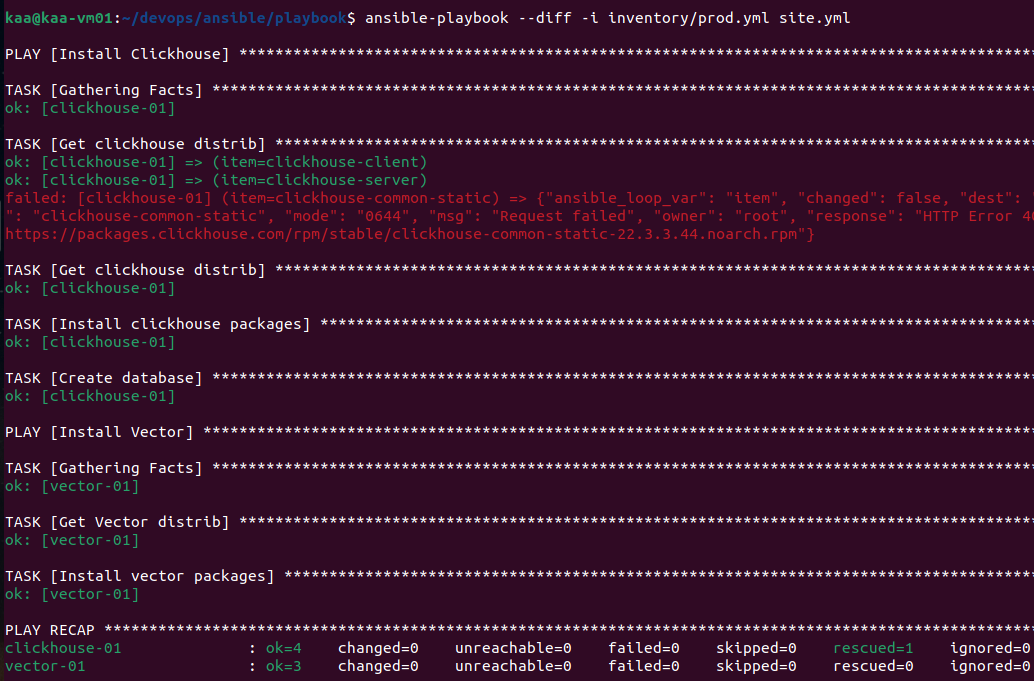 kaa@kaa-vm01:~/devops/ansible/playbook$ ansible-playbook --diff -i inventory/prod.yml site.yml
PLAY [Install Clickhouse] *****************************************************************************************
TASK [Gathering Facts] ********************************************************************************************
ok: [clickhouse-01]
TASK [Get clickhouse distrib] *************************************************************************************
ok: [clickhouse-01] => (item=clickhouse-client)
ok: [clickhouse-01] => (item=clickhouse-server)
failed: [clickhouse-01] (item=clickhouse-common-static) => {"ansible_loop_var": "item", "changed": false, "dest":
": "clickhouse-common-static", "mode": "0644", "msg": "Request failed", "owner": "root", "response": "HTTP Error
https://packages.clickhouse.com/rpm/stable/clickhouse-common-static-22.3.3.44.noarch.rpm"}
TASK [Get clickhouse distrib] *************************************************************************************
ok: [clickhouse-01]
TASK [Install clickhouse packages] ********************************************************************************
ok: [clickhouse-01]
TASK [Create database] ********************************************************************************************
ok: [clickhouse-01]
PLAY [Install Vector] *********************************************************************************************
TASK [Gathering Facts] ********************************************************************************************
ok: [vector-01]
TASK [Get Vector distrib] *****************************************************************************************
ok: [vector-01]
TASK [Install vector packages] ************************************************************************************
ok: [vector-01]
PLAY RECAP ********************************************************************************************************
clickhouse-01 : ok=4 changed=0 unreachable=0 failed=0 skipped=0 rescued=1 ignored=0
vector-01 : ok=3 changed=0 unreachable=0 failed=0 skipped=0 rescued=0 ignored=0